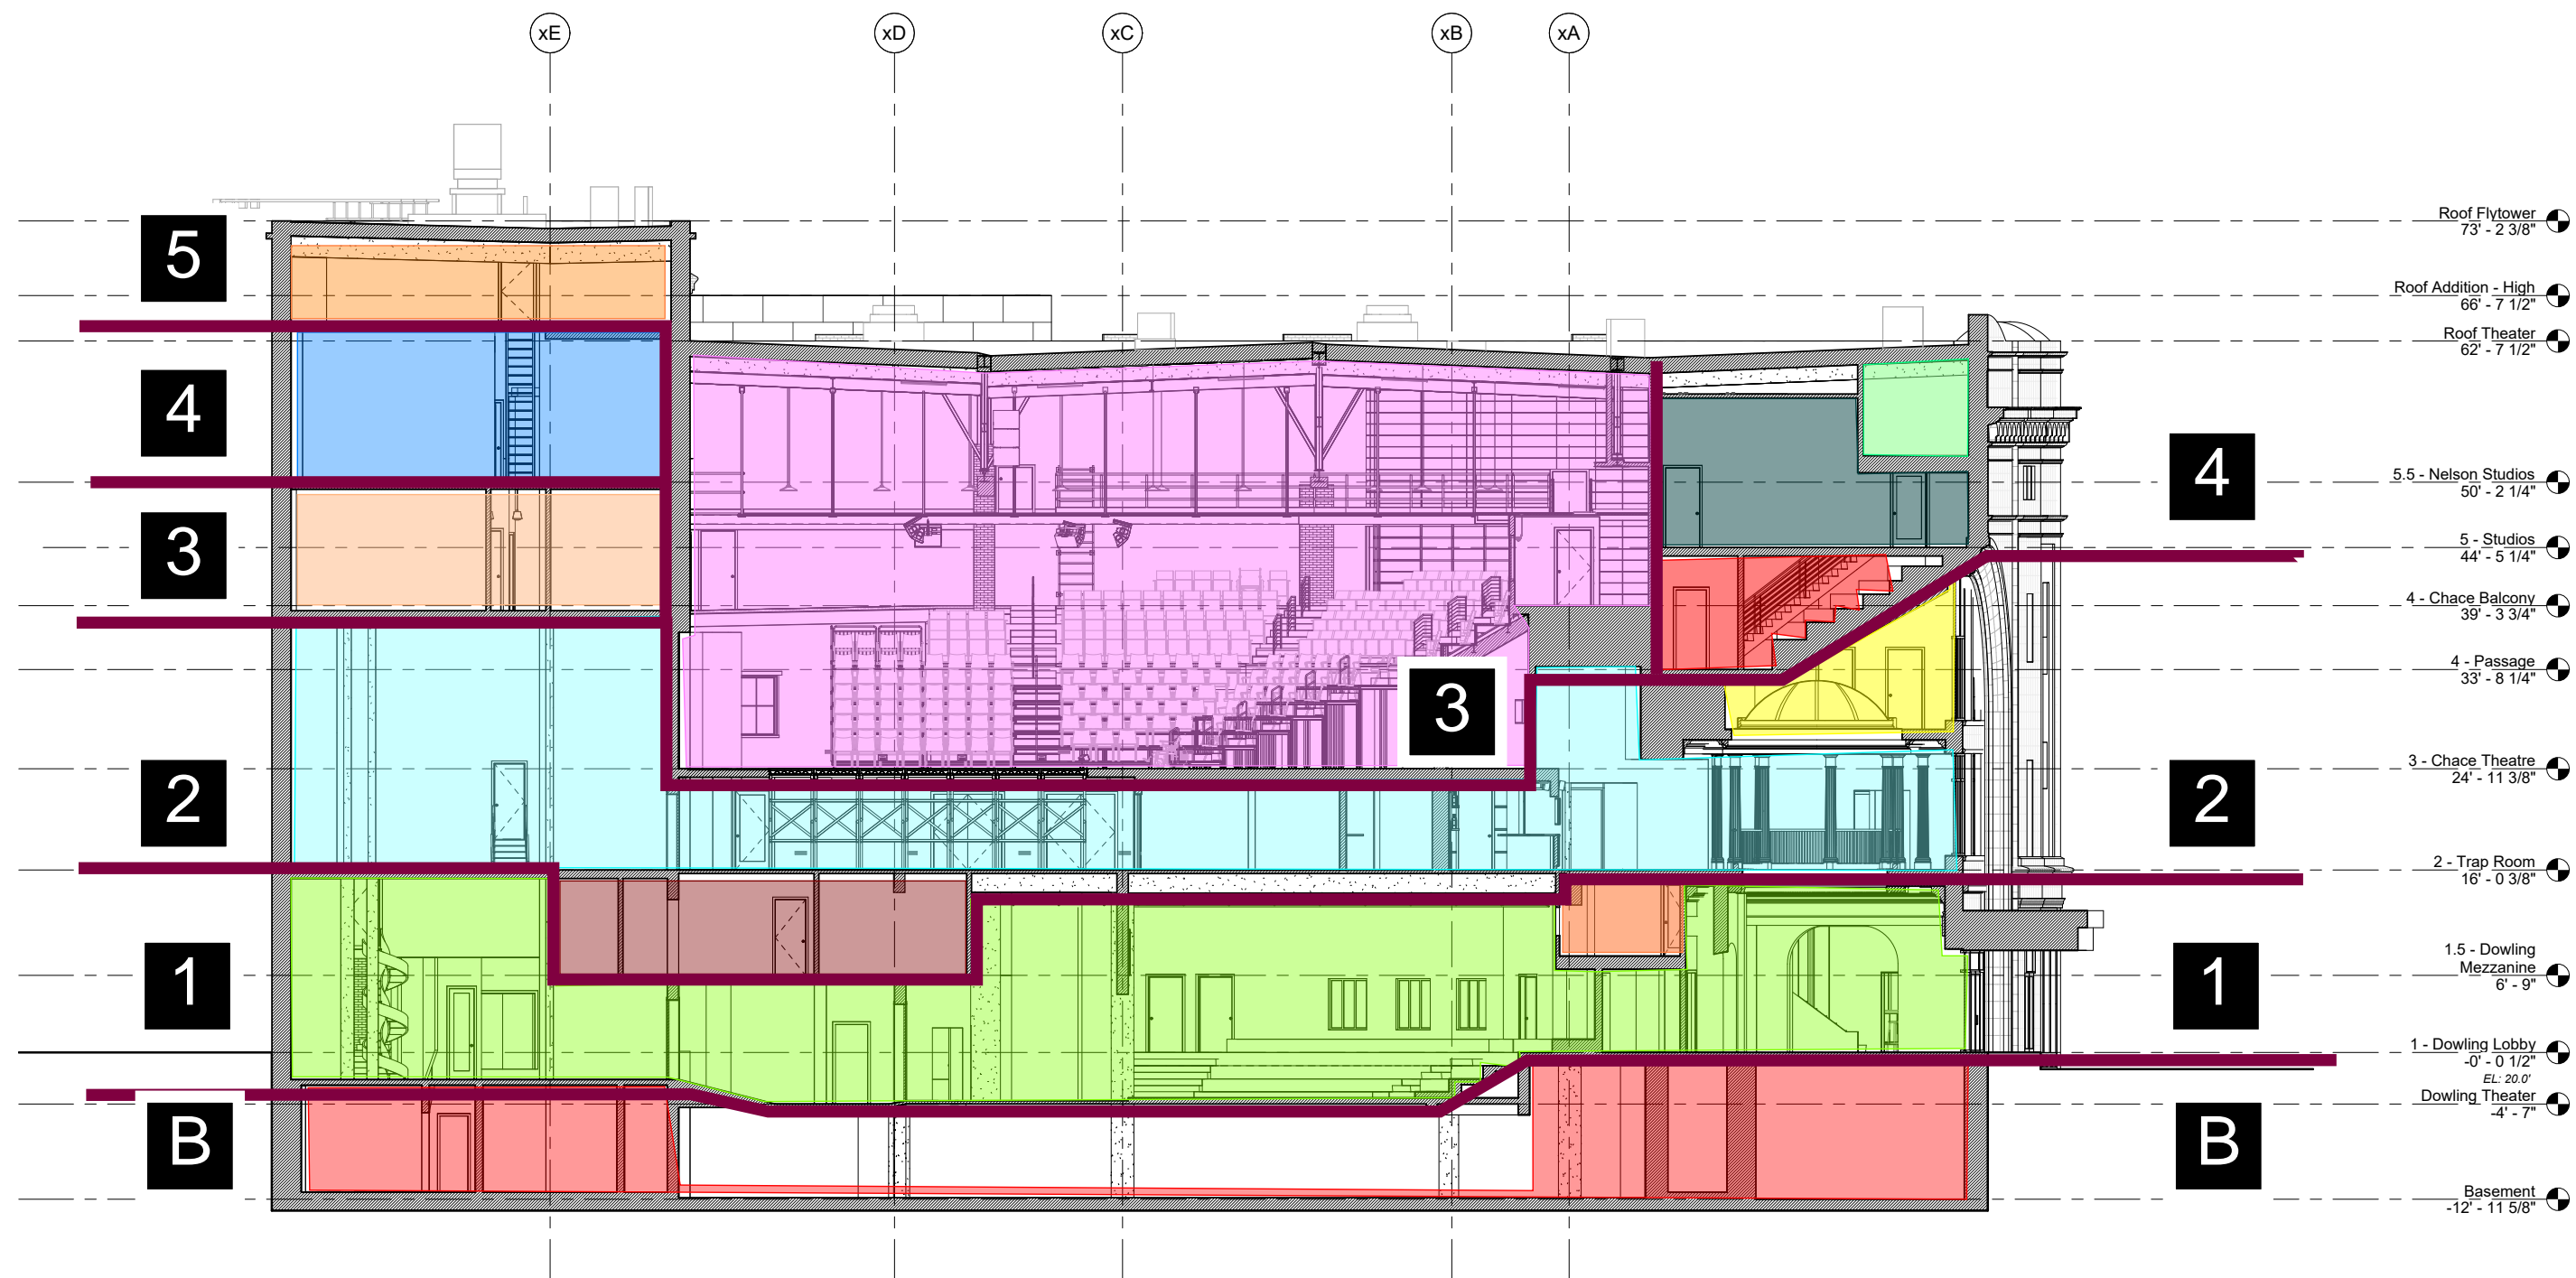 xE
xD
xC
xB
xA
Roof Flytower
73' - 2 3/8"
5
Roof Addition - High
66' - 7 1/2"
Roof Theater
62' - 7 1/2"
4
4
5.5 - Nelson Studios
50' - 2 1/4"
3
5 - Studios
44' - 5 1/4"
4 - Chace Balcony
39' - 3 3/4"
4 - Passage
33' - 8 1/4"
3
3 - Chace Theatre
24' - 11 3/8"
2
2
2 - Trap Room
16' - 0 3/8"
1
1
1.5 - Dowling
Mezzanine
6' - 9"
1 - Dowling Lobby
-0' - 0 1/2"
EL: 20.0'
Dowling Theater
-4' - 7"
B
B
Basement
-12' - 11 5/8"